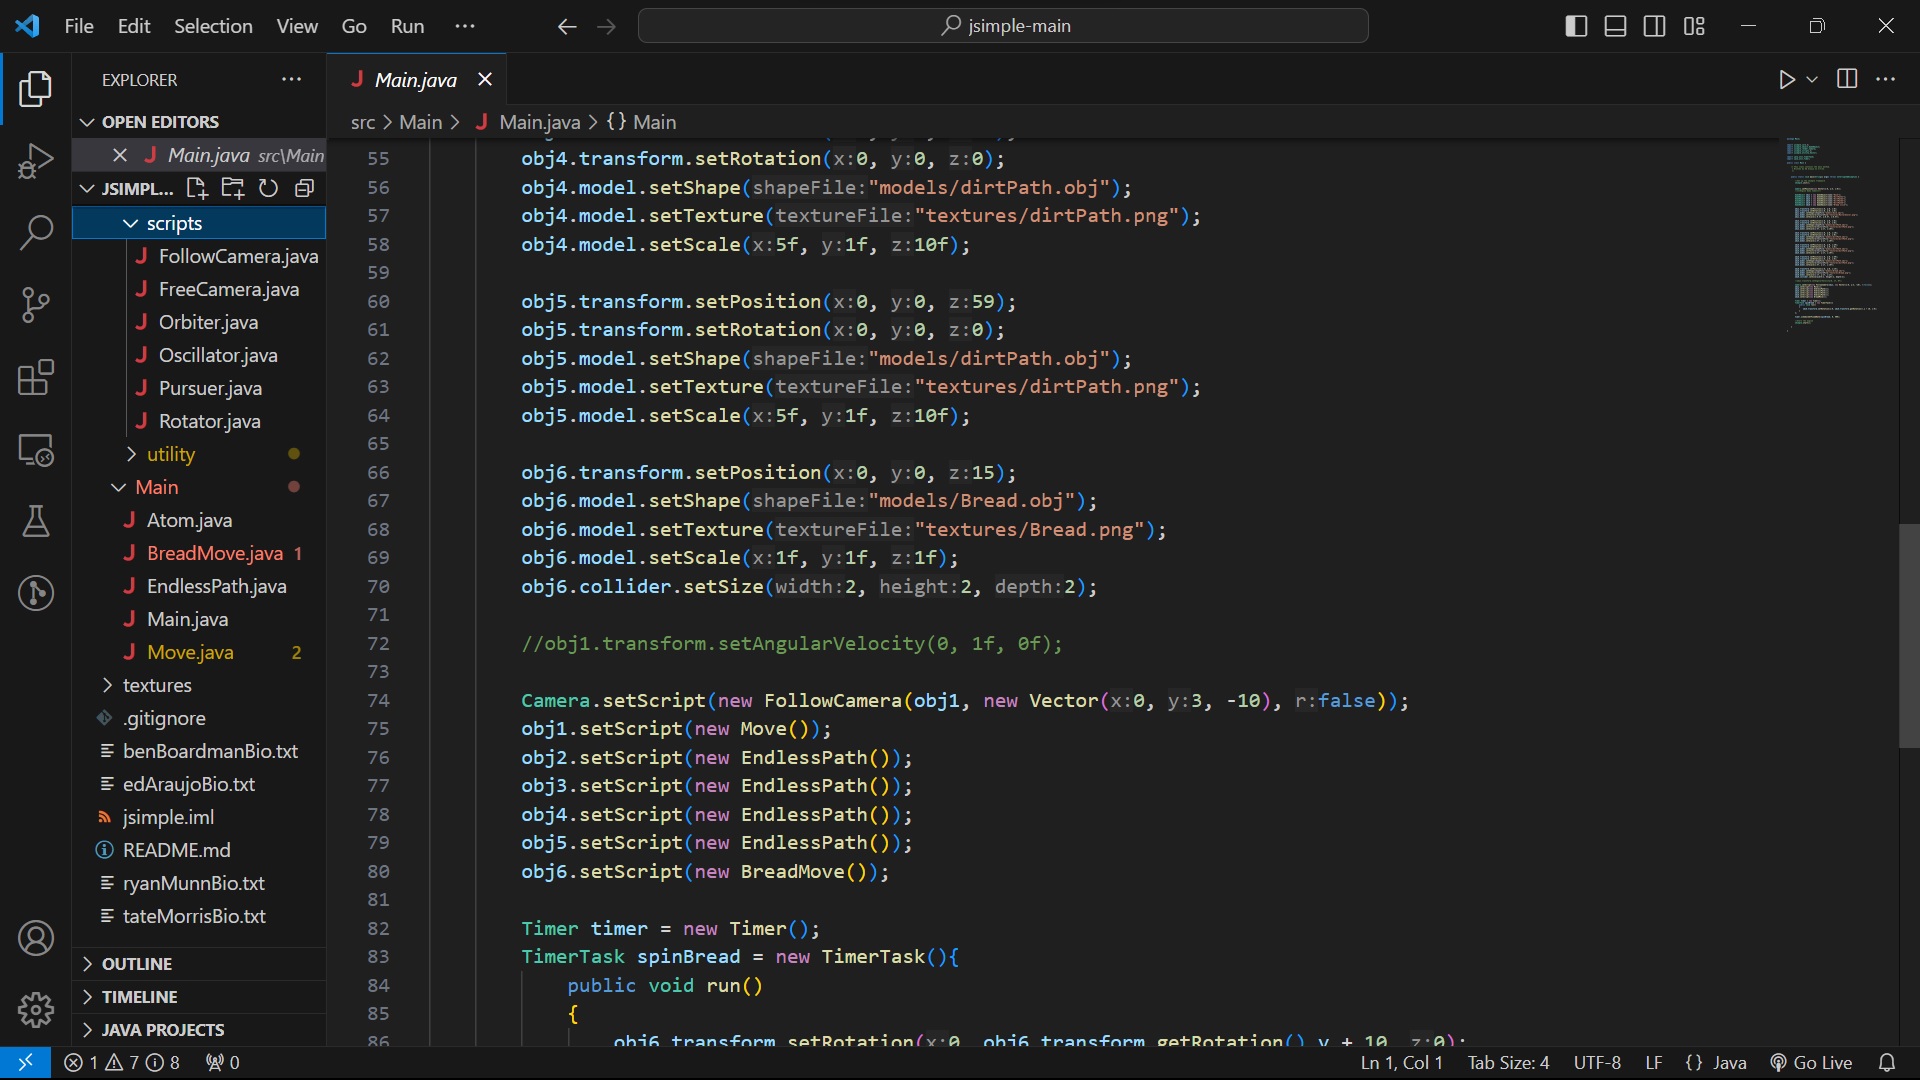 File Edit Selection View Go Run ···
jsimple-main
EXPLORER
OPEN EDITORS
Main.java src\Main
JSIMPL...
scripts
FollowCamera.java
FreeCamera.java
Orbiter.java
Oscillator.java
Pursuer.java
Rotator.java
utility
Main
Atom.java
BreadMove.java 1
EndlessPath.java
Main.java
Move.java 2
textures
.gitignore
benBoardmanBio.txt
edAraujoBio.txt
jsimple.iml
README.md
ryanMunnBio.txt
tateMorrisBio.txt
OUTLINE
TIMELINE
JAVA PROJECTS
Main.java
src > Main > Main.java > {} Main
55 obj4.transform.setRotation(x:0, y:0, z:0);
56 obj4.model.setShape(shapeFile:"models/dirtPath.obj");
57 obj4.model.setTexture(textureFile:"textures/dirtPath.png");
58 obj4.model.setScale(x:5f, y:1f, z:10f);
59
60 obj5.transform.setPosition(x:0, y:0, z:59);
61 obj5.transform.setRotation(x:0, y:0, z:0);
62 obj5.model.setShape(shapeFile:"models/dirtPath.obj");
63 obj5.model.setTexture(textureFile:"textures/dirtPath.png");
64 obj5.model.setScale(x:5f, y:1f, z:10f);
65
66 obj6.transform.setPosition(x:0, y:0, z:15);
67 obj6.model.setShape(shapeFile:"models/Bread.obj");
68 obj6.model.setTexture(textureFile:"textures/Bread.png");
69 obj6.model.setScale(x:1f, y:1f, z:1f);
70 obj6.collider.setSize(width:2, height:2, depth:2);
71
72 //obj1.transform.setAngularVelocity(0, 1f, 0f);
73
74 Camera.setScript(new FollowCamera(obj1, new Vector(x:0, y:3, -10), r:false));
75 obj1.setScript(new Move());
76 obj2.setScript(new EndlessPath());
77 obj3.setScript(new EndlessPath());
78 obj4.setScript(new EndlessPath());
79 obj5.setScript(new EndlessPath());
80 obj6.setScript(new BreadMove());
81
82 Timer timer = new Timer();
83 TimerTask spinBread = new TimerTask(){
84 public void run()
85 {
86 obj6.transform.setRotation(x:0, obj6.transform.getRotation().y + 10, z:0);
1 7 8 0
Ln 1, Col 1 Tab Size: 4 UTF-8 LF {} Java Go Live